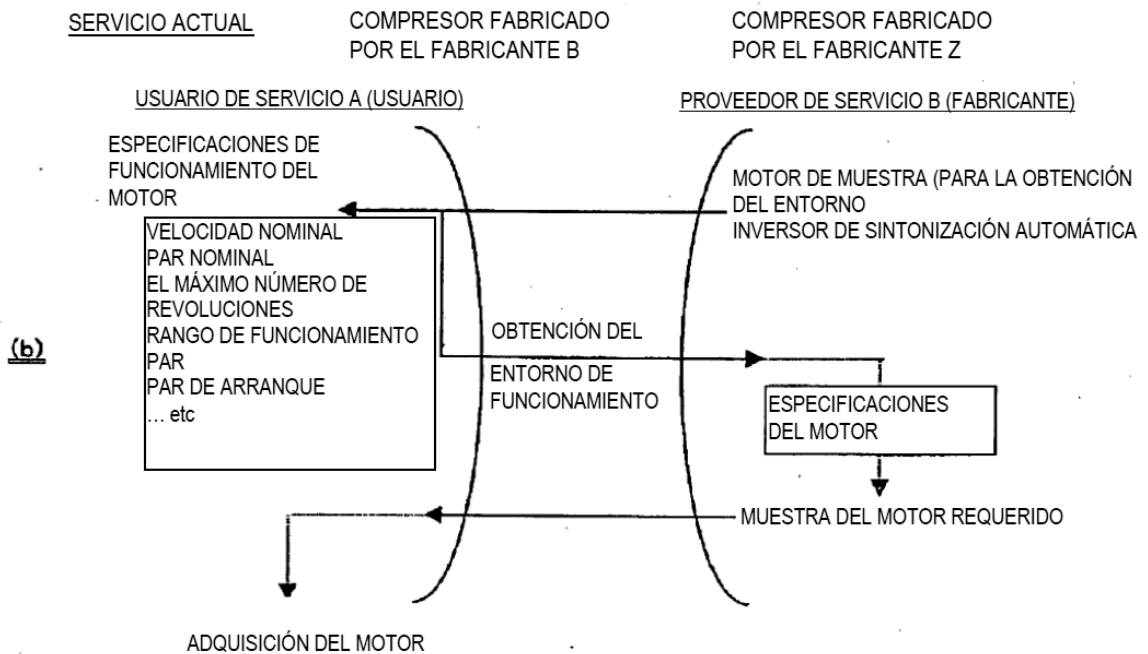 SERVICIO ACTUAL
COMPRESOR FABRICADO
POR EL FABRICANTE B
COMPRESOR FABRICADO
POR EL FABRICANTE Z
USUARIO DE SERVICIO A (USUARIO)
PROVEEDOR DE SERVICIO B (FABRICANTE)
ESPECIFICACIONES DE
FUNCIONAMIENTO DEL
MOTOR
MOTOR DE MUESTRA (PARA LA OBTENCIÓN
DEL ENTORNO
INVERSOR DE SINTONIZACIÓN AUTOMÁTICA
VELOCIDAD NOMINAL
PAR NOMINAL
EL MÁXIMO NÚMERO DE
REVOLUCIONES
RANGO DE FUNCIONAMIENTO
PAR
PAR DE ARRANQUE
... etc
(b)
OBTENCIÓN DEL
ENTORNO DE
FUNCIONAMIENTO
ESPECIFICACIONES
DEL MOTOR
MUESTRA DEL MOTOR REQUERIDO
ADQUISICIÓN DEL MOTOR